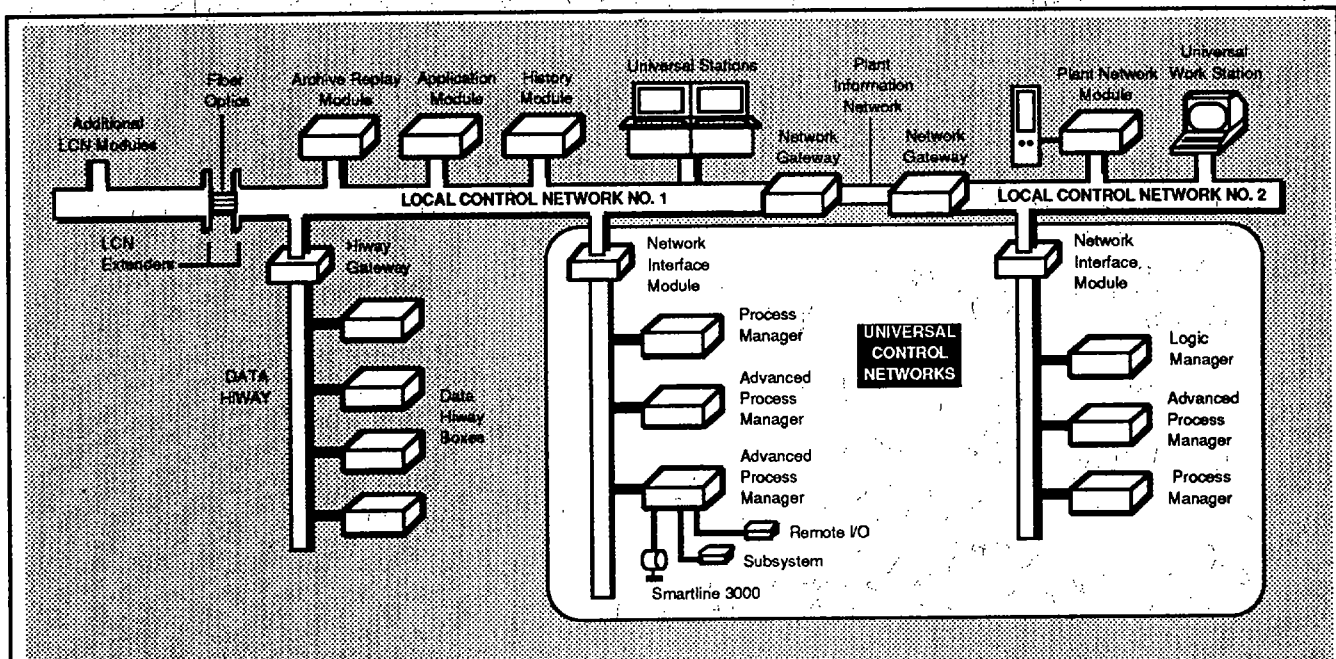 Fiber
Optics
Archive Replay
Module
Application
Module
History
Module
Universal Stations
Plant
Information
Network
Plant Network
Module
Universal
Work Station
Additional
LCN Modules
Network
Gateway
Network
Gateway
LOCAL CONTROL NETWORK NO. 1
LOCAL CONTROL NETWORK NO. 2
LCN
Extenders
Hiway
Gateway
Network
Interface
Module
Network
Interface
Module
DATA
HIWAY
Data
Hiway
Boxes
Process
Manager
Advanced
Process
Manager
Advanced
Process
Manager
Remote I/O
Subsystem
Smartline 3000
UNIVERSAL
CONTROL
NETWORKS
Logic
Manager
Advanced
Process
Manager
Process
Manager